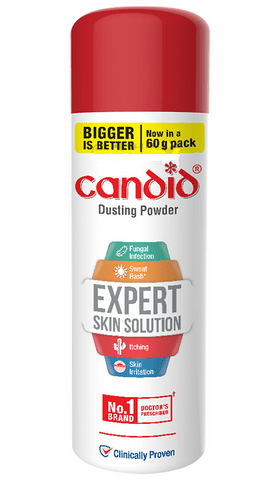 BIGGER
IS BETTER
Now in a
60g pack
candid®
Dusting Powder
Fungal
Infection
Sweat
Rash*
EXPERT
SKIN SOLUTION
Itching
Skin
Irritation
No.1
BRAND
DOCTOR'S
PRESCRIBED
†
Clinically Proven